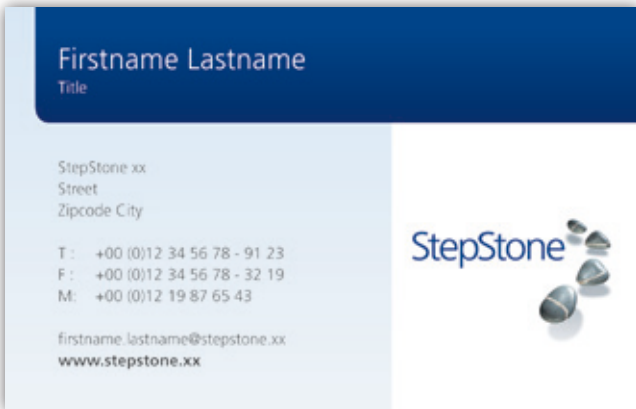 Firstname Lastname
Title
StepStone xx
Street
Zipcode City
T : +00 (0)12 34 56 78 - 91 23
F : +00 (0)12 34 56 78 - 32 19
M: +00 (0)12 19 87 65 43
firstname.lastname@stepstone.xx
www.stepstone.xx
StepStone